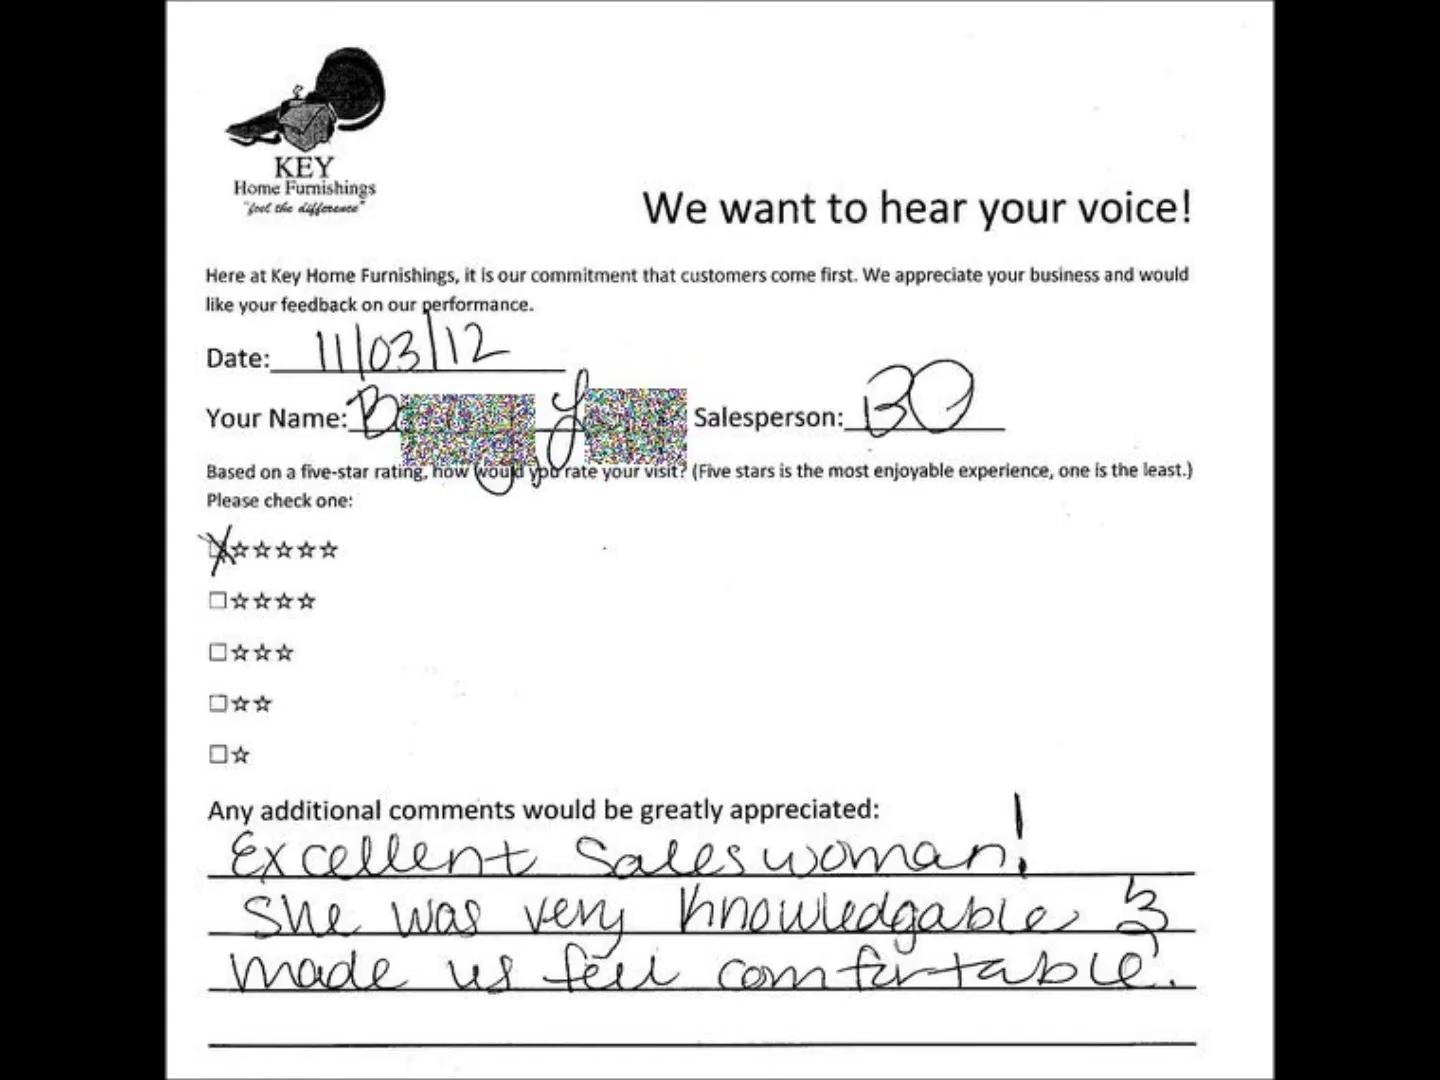 KEY
Home Furnishings
"feel the difference"
We want to hear your voice!
Here at Key Home Furnishings, it is our commitment that customers come first. We appreciate your business and would
like your feedback on our performance.
Date: 11/03/12
Your Name: Salesperson: BO
Based on a five-star rating, how would you rate your visit? (Five stars is the most enjoyable experience, one is the least.)
Please check one:
☒☆☆☆☆☆
☐☆☆☆☆
☐☆☆☆
☐☆☆
☐☆
Any additional comments would be greatly appreciated:
Excellent Saleswoman!
She was very knowledgable &
made us feel comfortable.